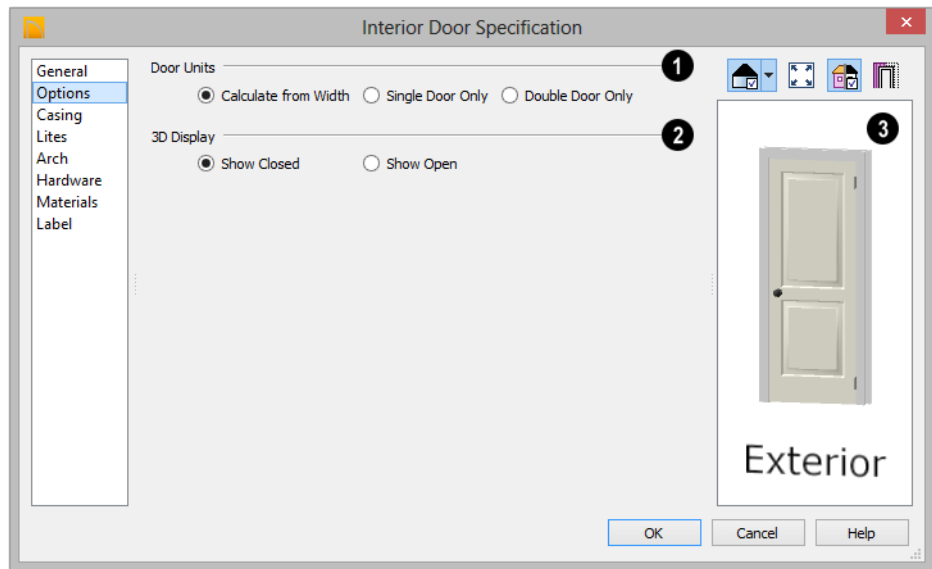 Interior Door Specification
General
Options
Casing
Lites
Arch
Hardware
Materials
Label
Door Units
1
Calculate from Width Single Door Only Double Door Only
3D Display
2
Show Closed Show Open
3
Exterior
OK Cancel Help